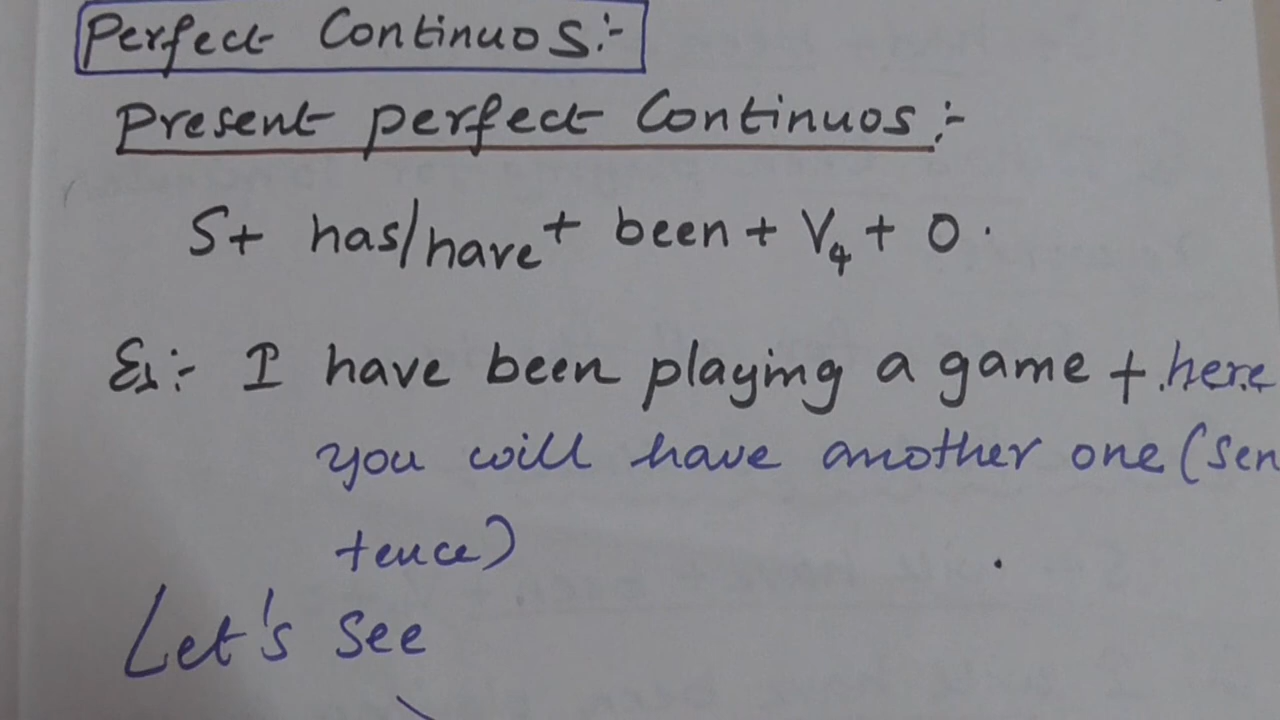 Perfect Continuos:-
Present perfect Continuos:-
S+ has/have + been + V4 + O.
Ex:- I have been playing a game + here
you will have another one (sen
tence)
Let's see